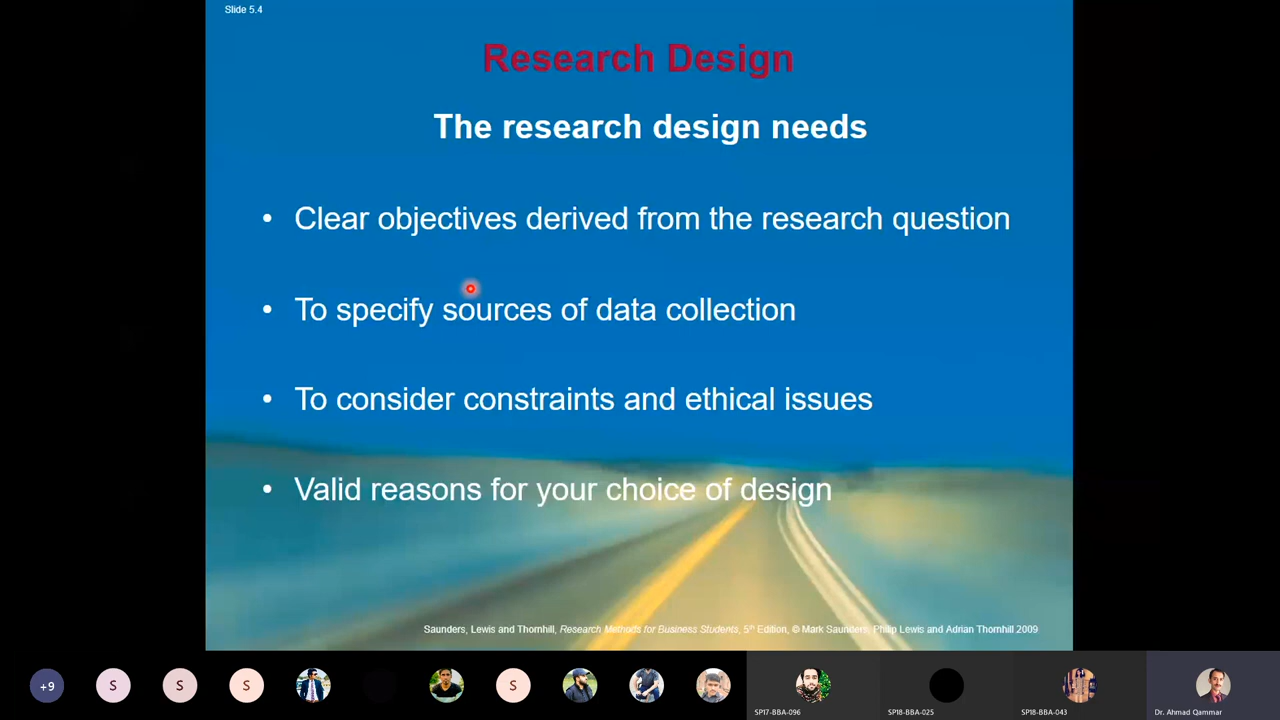 Slide 5.4
Research Design
The research design needs
• Clear objectives derived from the research question
• To specify sources of data collection
• To consider constraints and ethical issues
• Valid reasons for your choice of design
Saunders, Lewis and Thornhill, Research Methods for Business Students, 5th Edition, © Mark Saunders, Philip Lewis and Adrian Thornhill 2009
+9
S
S
S
S
SP17-BBA-096
SP18-BBA-025
SP18-BBA-043
Dr. Ahmad Qammar